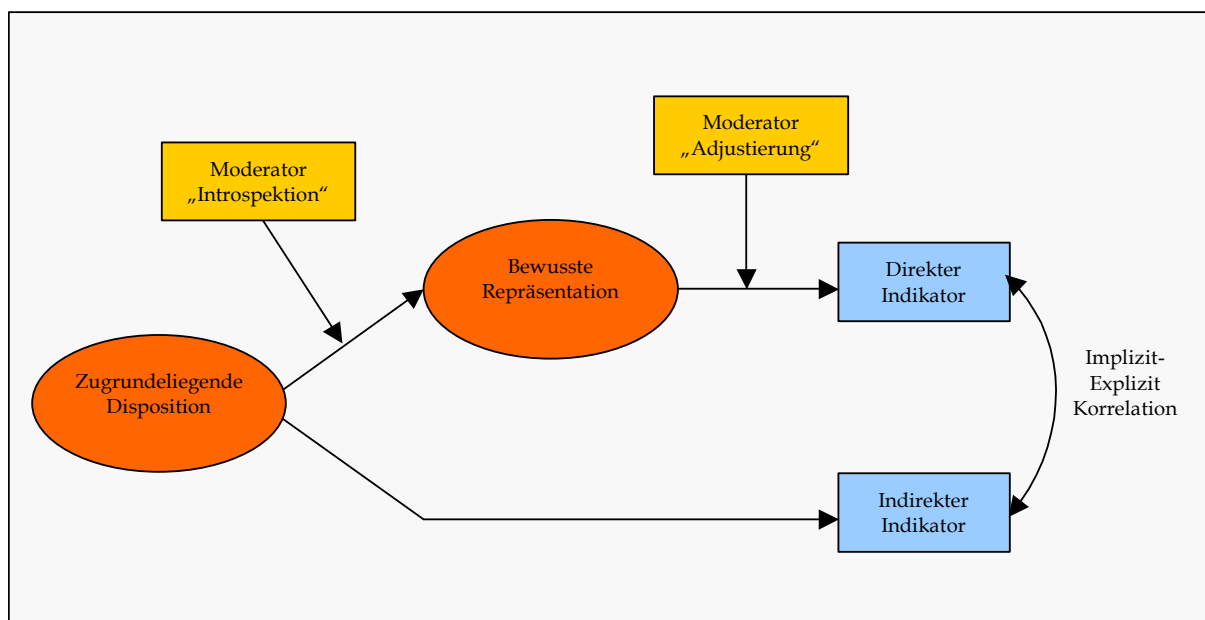 Moderator
„Adjustierung“
Moderator
„Introspektion“
Bewusste
Repräsentation
Direkter
Indikator
Zugrundeliegende
Disposition
Implizit-
Explizit
Korrelation
Indirekter
Indikator